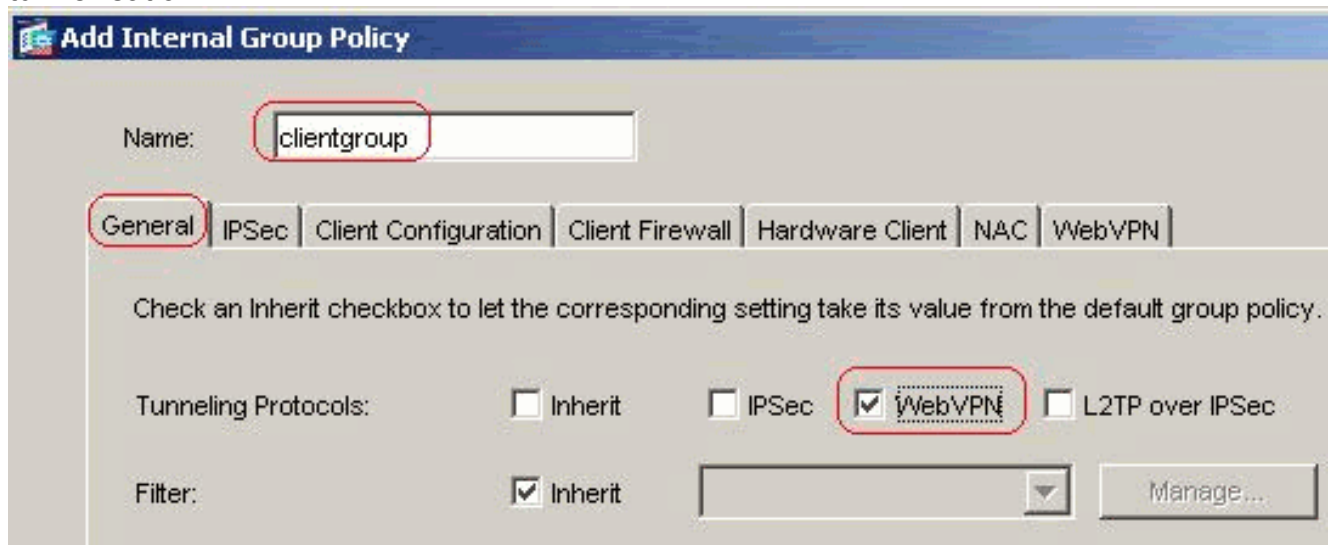 Add Internal Group Policy
Name: clientgroup
General IPSec Client Configuration Client Firewall Hardware Client NAC WebVPN
Check an Inherit checkbox to let the corresponding setting take its value from the default group policy.
Tunneling Protocols: Inherit IPSec WebVPN L2TP over IPSec
Filter: Inherit Manage...